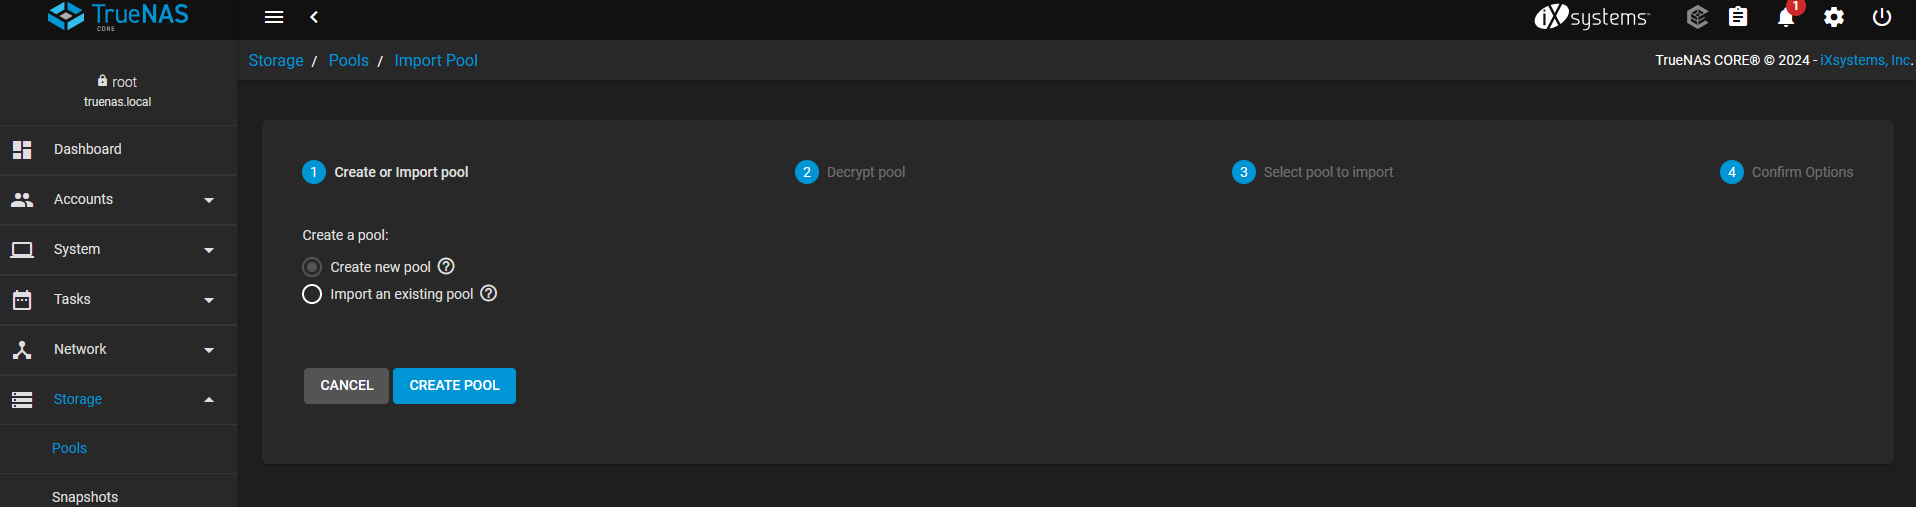 TrueNAS
CORE
iXsystems™
1
root
truenas.local
Storage / Pools / Import Pool
TrueNAS CORE® © 2024 - iXsystems, Inc.
Dashboard
Accounts
System
Tasks
Network
Storage
Pools
Snapshots
1 Create or Import pool
2 Decrypt pool
3 Select pool to import
4 Confirm Options
Create a pool:
Create new pool ?
Import an existing pool ?
CANCEL
CREATE POOL